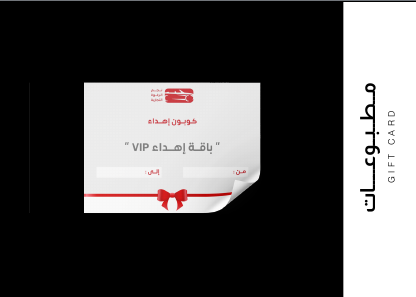 كوبون إهداء
" باقة إهداء VIP "
من :
إلى :
مطبوعات
GIFT CARD